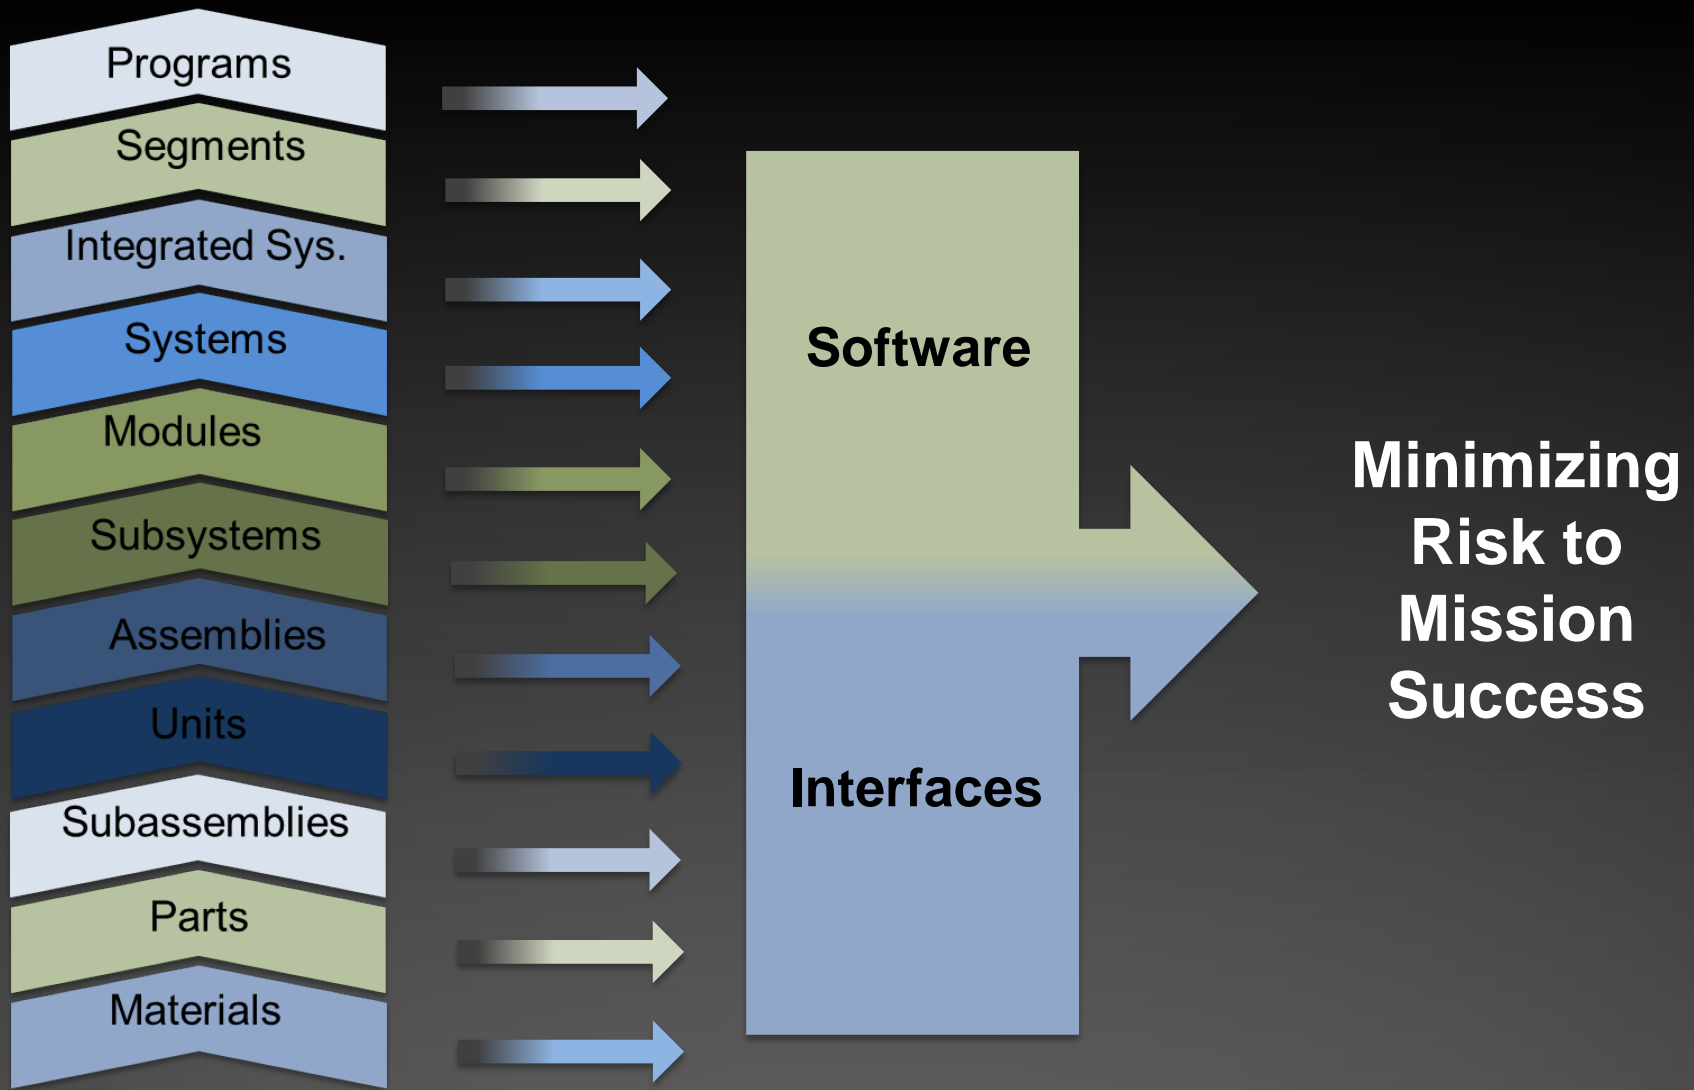 Programs
Segments
Integrated Sys.
Systems
Modules
Subsystems
Assemblies
Units
Subassemblies
Parts
Materials
Software
Interfaces
Minimizing
Risk to
Mission
Success